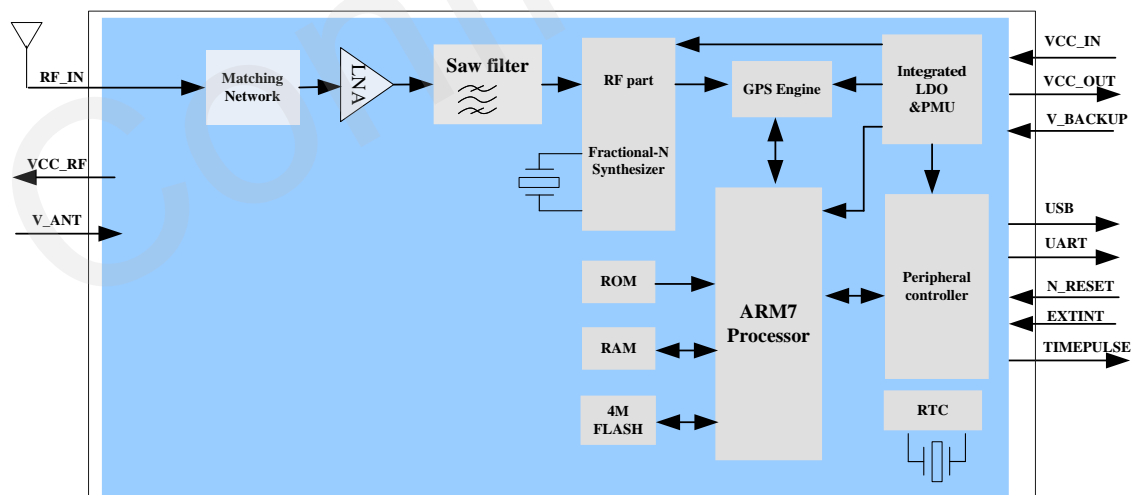 RF_IN
VCC_RF
V_ANT
Matching
Network
LNA
Saw filter
RF part
Fractional-N
Synthesizer
GPS Engine
Integrated
LDO
&PMU
VCC_IN
VCC_OUT
V_BACKUP
ROM
RAM
4M
FLASH
ARM7
Processor
Peripheral
controller
RTC
USB
UART
N_RESET
EXTINT
TIMEPULSE